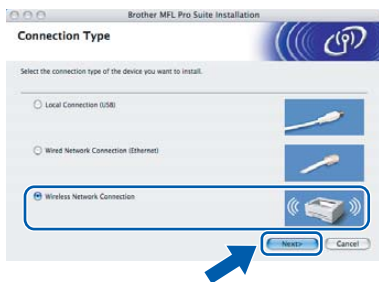 Brother MFL Pro Suite Installation
Connection Type
Select the connection type of the device you want to install.
Local Connection (USB)
Wired Network Connection (Ethernet)
Wireless Network Connection
Next> Cancel